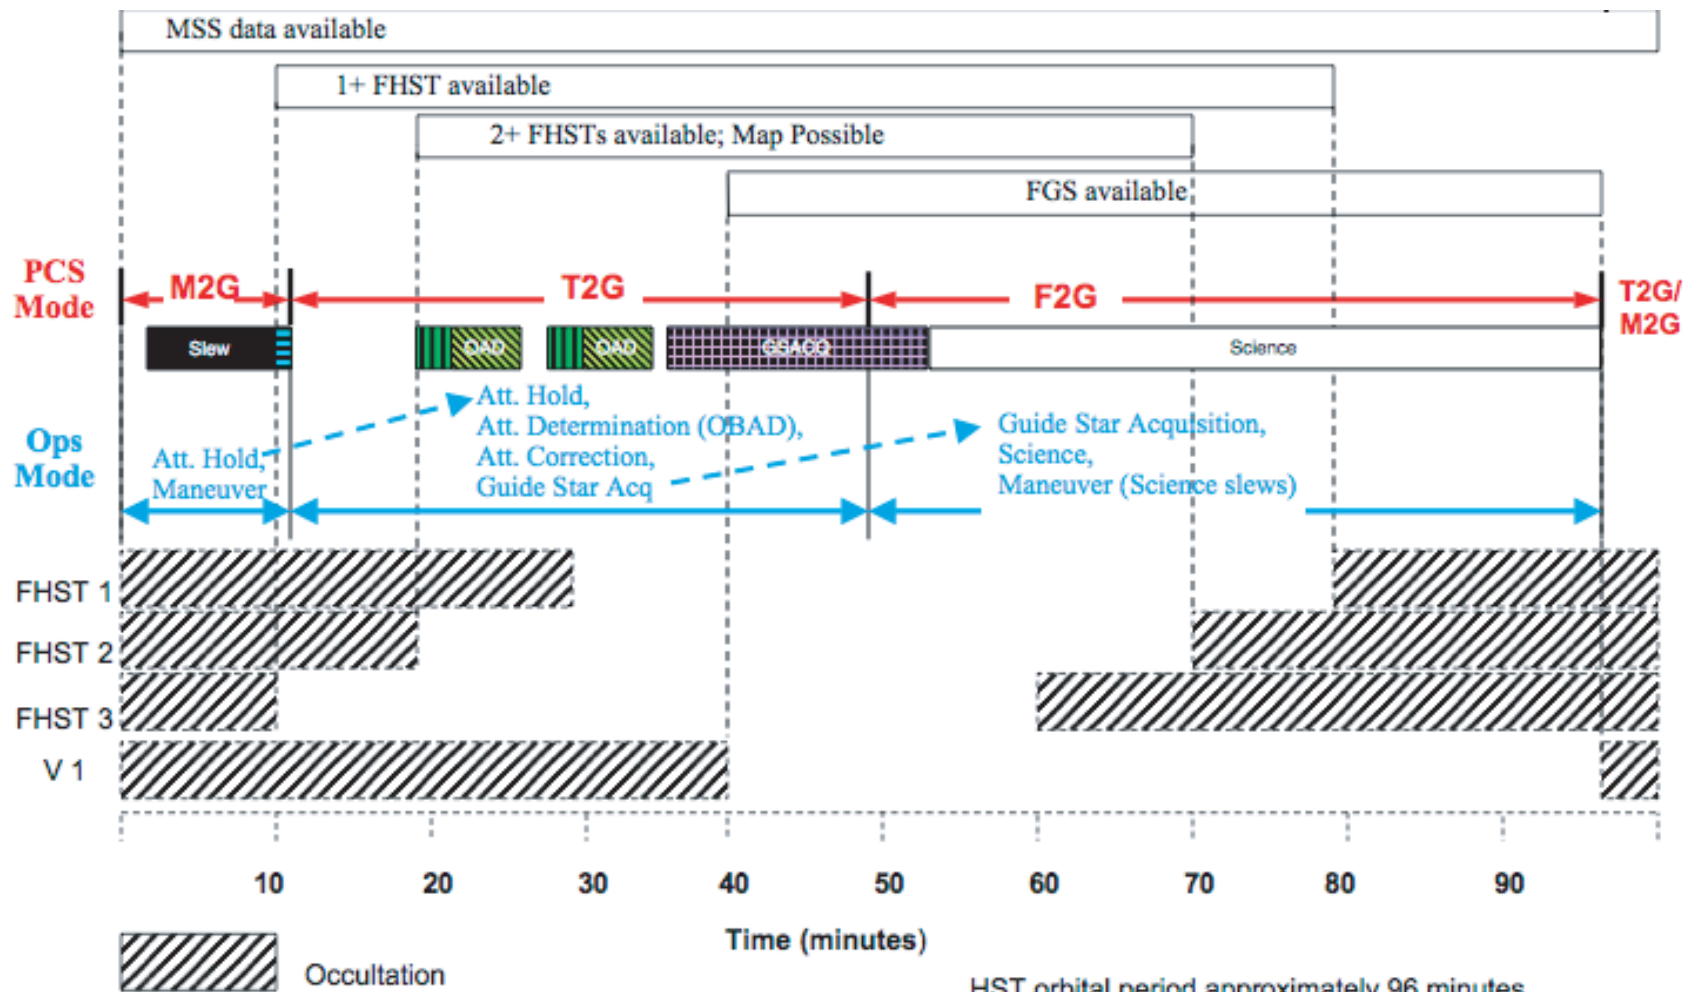 MSS data available
1+ FHST available
2+ FHSTs available; Map Possible
FGS available
PCS
Mode
M2G
T2G
F2G
T2G/
M2G
Slew
OAD
OAD
GSACQ
Science
Ops
Mode
Att. Hold,
Maneuver
Att. Hold,
Att. Determination (OBAD),
Att. Correction,
Guide Star Acq
Guide Star Acquisition,
Science,
Maneuver (Science slews)
FHST 1
FHST 2
FHST 3
V 1
10 20 30 40 50 60 70 80 90
Time (minutes)
Occultation
HST orbital period approximately 96 minutes